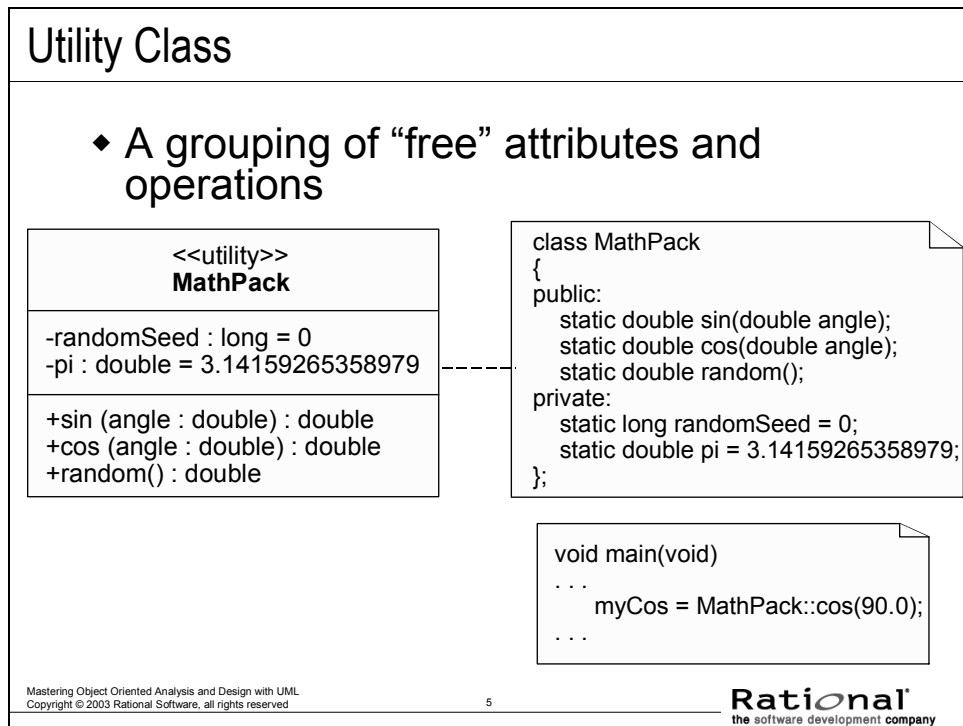 Utility Class
◆ A grouping of “free” attributes and
operations
<<utility>>
MathPack
-randomSeed : long = 0
-pi : double = 3.14159265358979
+sin (angle : double) : double
+cos (angle : double) : double
+random() : double
class MathPack
{
public:
static double sin(double angle);
static double cos(double angle);
static double random();
private:
static long randomSeed = 0;
static double pi = 3.14159265358979;
};
void main(void)
. . .
myCos = MathPack::cos(90.0);
. . .
Mastering Object Oriented Analysis and Design with UML
Copyright © 2003 Rational Software, all rights reserved
5
Rational
the software development company